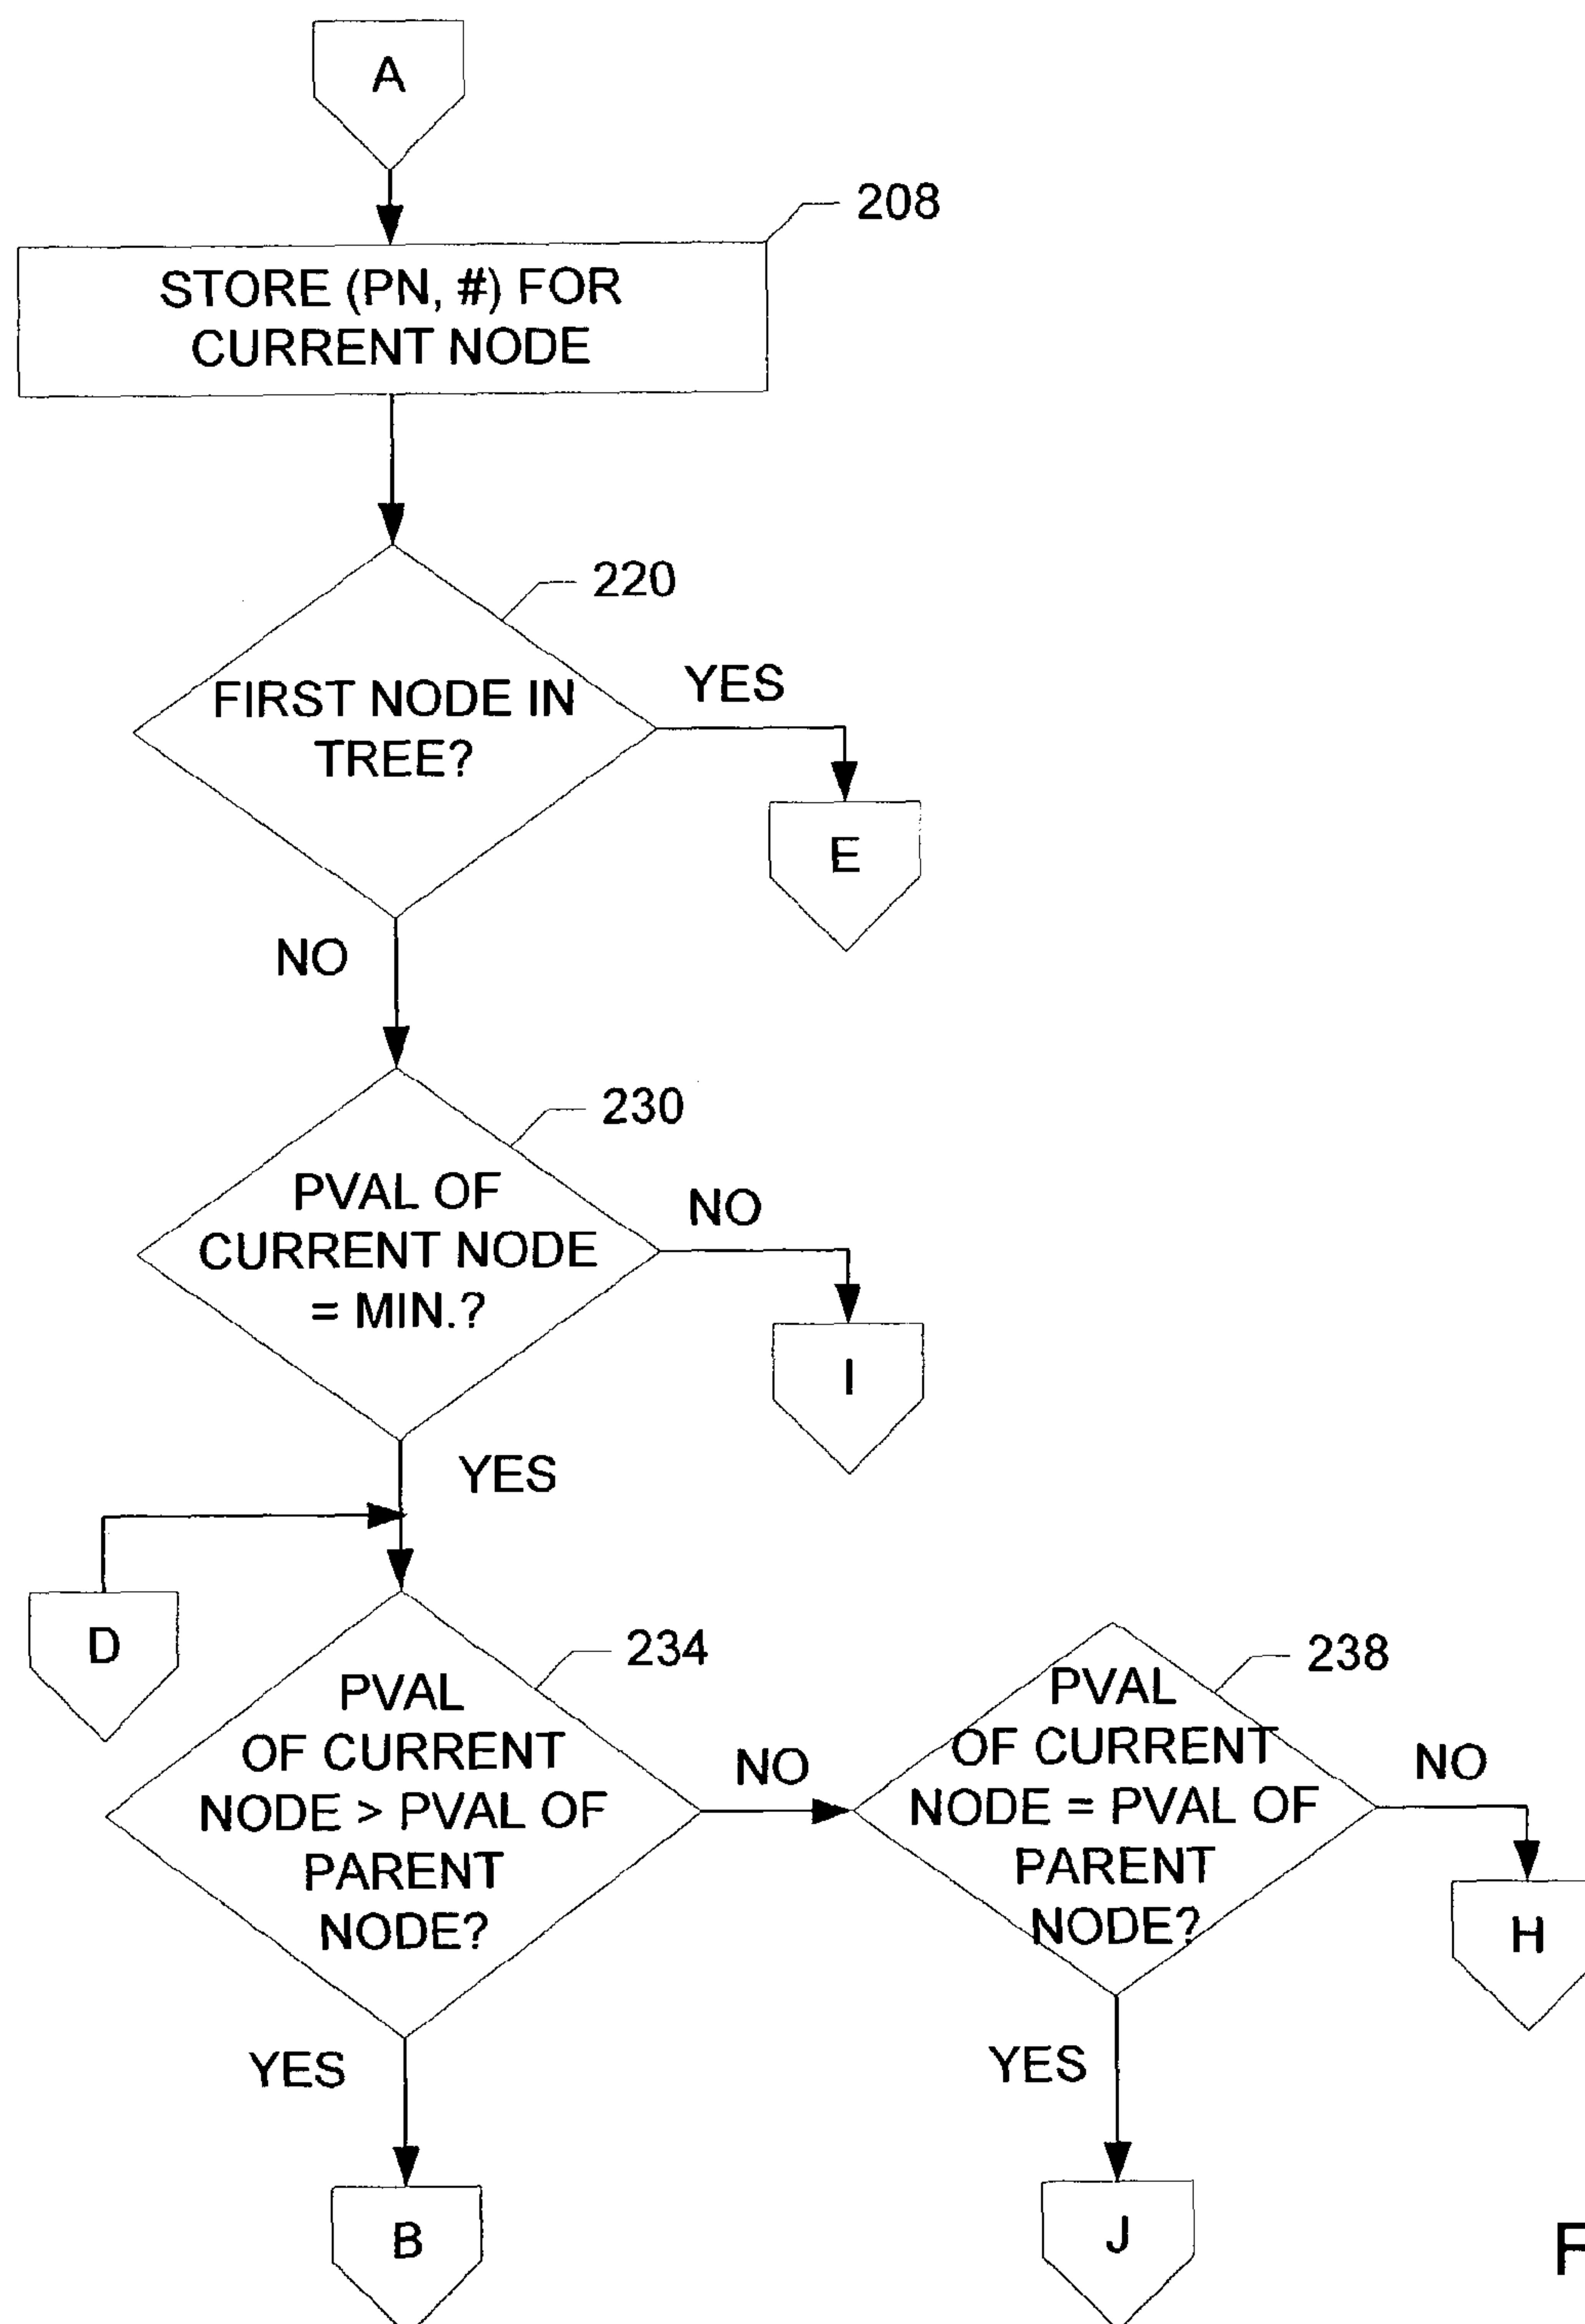 A
208
STORE (PN, #) FOR
CURRENT NODE
220
FIRST NODE IN
TREE?
YES
E
NO
230
PVAL OF
CURRENT NODE
= MIN.?
NO
I
YES
D
234
PVAL
OF CURRENT
NODE > PVAL OF
PARENT
NODE?
NO
238
PVAL
OF CURRENT
NODE = PVAL OF
PARENT
NODE?
NO
H
YES
B
YES
J
F